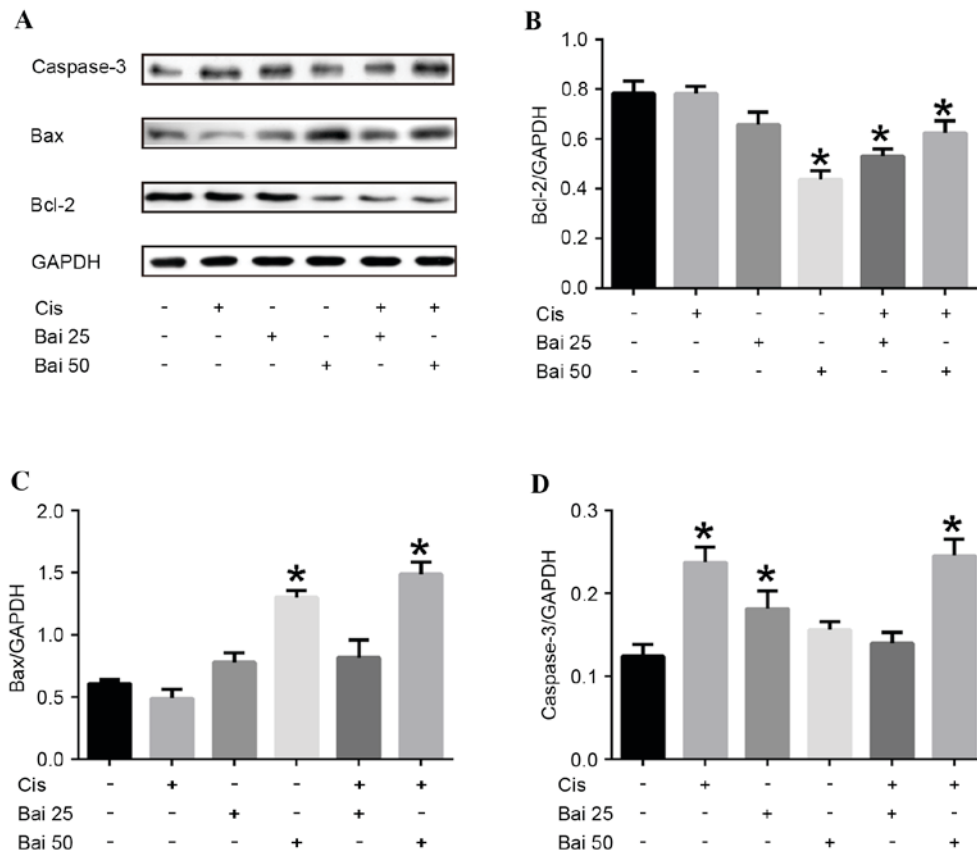 A
Caspase-3
Bax
Bcl-2
GAPDH
Cis - + - - + +
Bai 25 - - + - + -
Bai 50 - - - + - +
B
Bcl-2/GAPDH
1.0
0.8
0.6
0.4
0.2
0.0
* * *
Cis - + - - + +
Bai 25 - - + - + -
Bai 50 - - - + - +
C
Bax/GAPDH
2.0
1.5
1.0
0.5
0.0
* *
Cis - + - - + +
Bai 25 - - + - + -
Bai 50 - - - + - +
D
Caspase-3/GAPDH
0.3
0.2
0.1
0.0
* * *
Cis - + - - + +
Bai 25 - - + - + -
Bai 50 - - - + - +